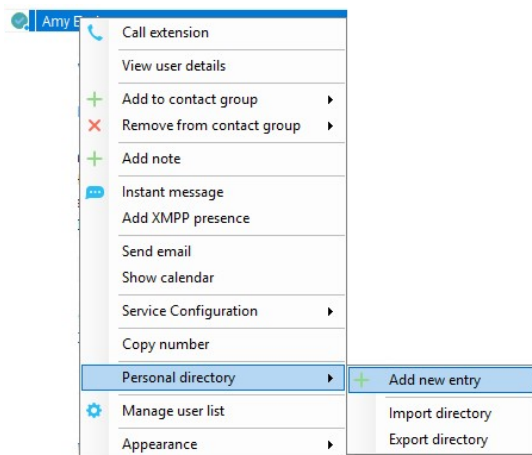 Amy
Call extension
View user details
Add to contact group
Remove from contact group
Add note
Instant message
Add XMPP presence
Send email
Show calendar
Service Configuration
Copy number
Personal directory
Add new entry
Manage user list
Import directory
Appearance
Export directory